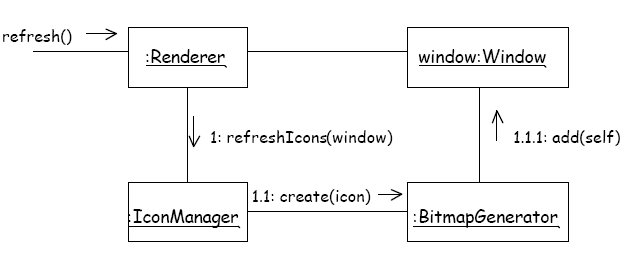 refresh()
:Renderer
window:Window
1: refreshIcons(window)
1.1.1: add(self)
:IconManager
1.1: create(icon)
:BitmapGenerator